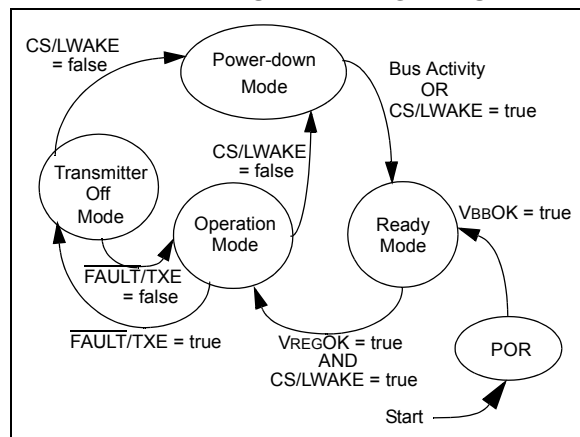 CS/LWAKE
= false
Power-down
Mode
Bus Activity
OR
CS/LWAKE = true
CS/LWAKE
= false
Transmitter
Off
Mode
Operation
Mode
Ready
Mode
VBBOK = true
FAULT/TXE
= false
FAULT/TXE = true
VREGOK = true
AND
CS/LWAKE = true
POR
Start